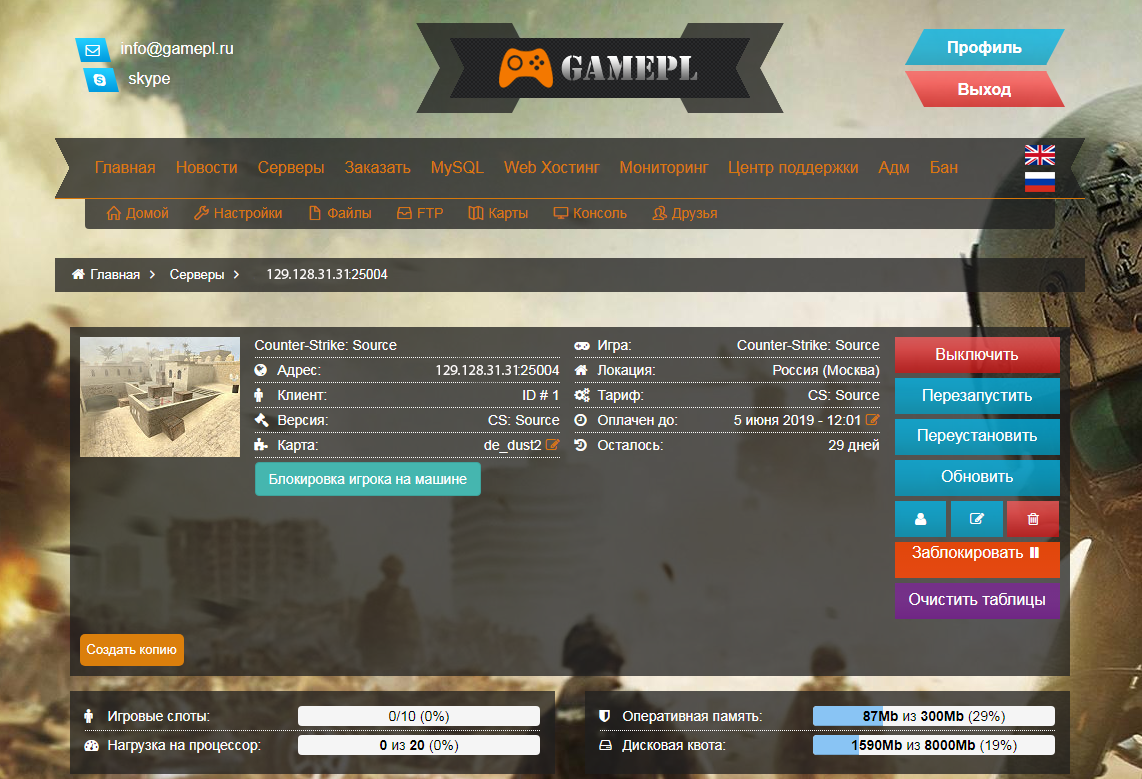 info@gamepl.ru
skype
GAMEPL
Профиль
Выход
Главная Новости Серверы Заказать MySQL Web Хостинг Мониторинг Центр поддержки Адм Бан
Домой Настройки Файлы FTP Карты Консоль Друзья
Главная Серверы 129.128.31.31:25004
Counter-Strike: Source
Адрес: 129.128.31.31:25004
Клиент: ID # 1
Версия: CS: Source
Карта: de_dust2
Блокировка игрока на машине
Игра: Counter-Strike: Source
Локация: Россия (Москва)
Тариф: CS: Source
Оплачен до: 5 июня 2019 - 12:01
Осталось: 29 дней
Выключить
Перезапустить
Переустановить
Обновить
Заблокировать
Очистить таблицы
Создать копию
Игровые слоты: 0/10 (0%)
Нагрузка на процессор: 0 из 20 (0%)
Оперативная память: 87Mb из 300Mb (29%)
Дисковая квота: 1590Mb из 8000Mb (19%)